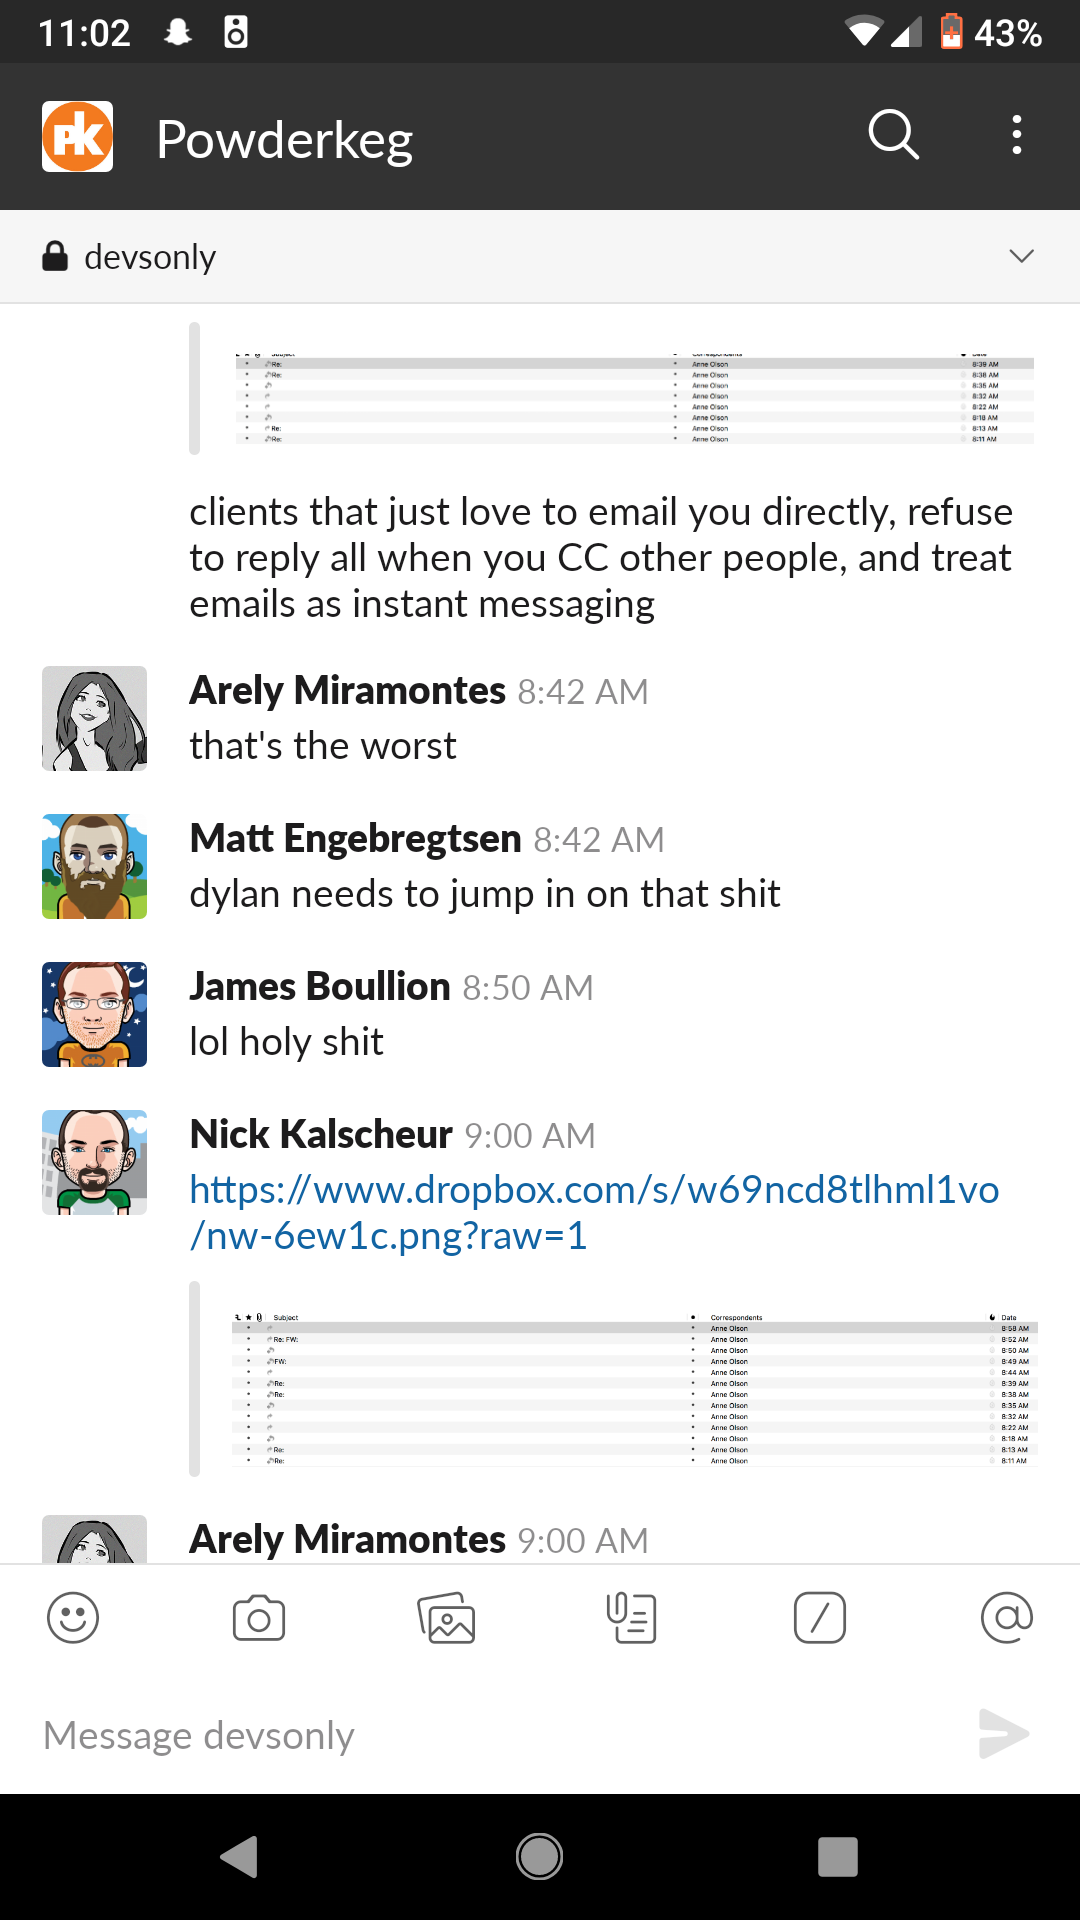 11:02 43%
PK Powderkeg
devsonly
Subject Correspondents Date
Re: Anne Olson 8:39 AM
Re: Anne Olson 8:38 AM
Anne Olson 8:35 AM
Anne Olson 8:32 AM
Anne Olson 8:22 AM
Anne Olson 8:18 AM
Re: Anne Olson 8:13 AM
Re: Anne Olson 8:11 AM
clients that just love to email you directly, refuse
to reply all when you CC other people, and treat
emails as instant messaging
Arely Miramontes 8:42 AM
that's the worst
Matt Engebregtsen 8:42 AM
dylan needs to jump in on that shit
James Boullion 8:50 AM
lol holy shit
Nick Kalscheur 9:00 AM
https://www.dropbox.com/s/w69ncd8tlhml1vo
/nw-6ew1c.png?raw=1
Subject Correspondents Date
Anne Olson 8:58 AM
Re: FW: Anne Olson 8:52 AM
Anne Olson 8:50 AM
FW: Anne Olson 8:49 AM
Anne Olson 8:44 AM
Re: Anne Olson 8:39 AM
Re: Anne Olson 8:38 AM
Anne Olson 8:35 AM
Anne Olson 8:32 AM
Anne Olson 8:22 AM
Anne Olson 8:18 AM
Re: Anne Olson 8:13 AM
Re: Anne Olson 8:11 AM
Arely Miramontes 9:00 AM
Message devsonly